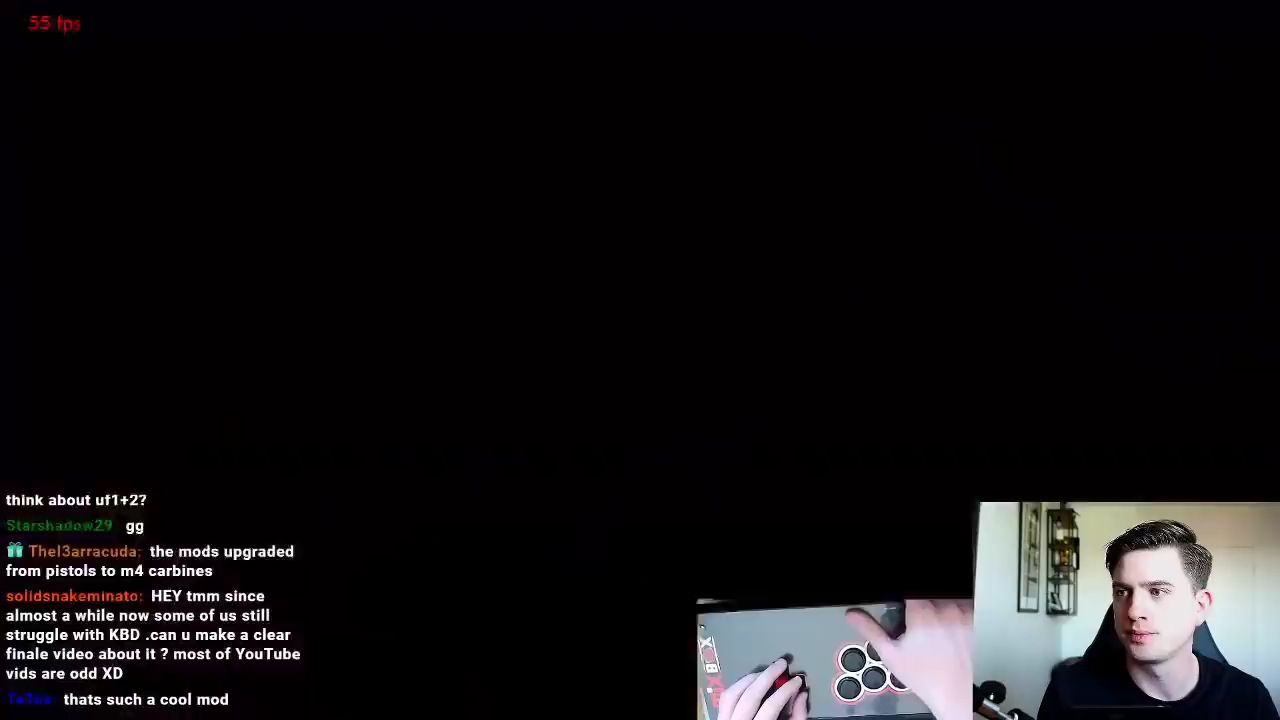 55 fps
think about uf1+2?
Starshadow29 gg
Thel3arracuda: the mods upgraded
from pistols to m4 carbines
solidsnakeminato: HEY tmm since
almost a while now some of us still
struggle with KBD .can u make a clear
finale video about it ? most of YouTube
vids are odd XD
thats such a cool mod